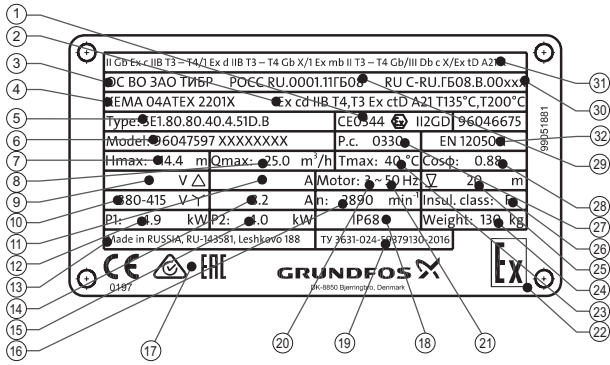 II Gb Ex c IIB T3 – T4/1 Ex d IIB T3 – T4 Gb X/1 Ex mb II T3 – T4 Gb/III Db c X/Ex tD A21
ОС ВО ЗАО ТИБР РОСС RU.0001.11ГБ08 RU C-RU.ГБ08.B.00xxx
KEMA 04ATEX 2201X Ex cd IIB T4,T3 Ex ctD A21 T135°C,T200°C
Type: SE1.80.80.40.4.51D.B CE0344 Ex II2GD 96046675
Model: 96047597 XXXXXXXX P.c. 0330 EN 12050
Hmax: 44.4 m Qmax: 25.0 m³/h Tmax: 40 °C Cosφ: 0.88
V △ A Motor: 3 ~ 50 Hz 20 m
380-415 V Y 8.2 A n: 2890 min⁻¹ Insul. class: F
P1: 4.9 kW P2: 4.0 kW IP68 Weight: 130 kg
Made in RUSSIA, RU-143581, Leshkovo 188 ТУ 3631-024-59379130-2016
CE 0197 EAC GRUNDFOS Ex
DK-8850 Bjerringbro, Denmark
99051881
1
2
3
4
5
6
7
8
9
10
11
12
13
14
15
16
17
20
19
18
21
31
30
32
29
28
27
26
25
24
23
22